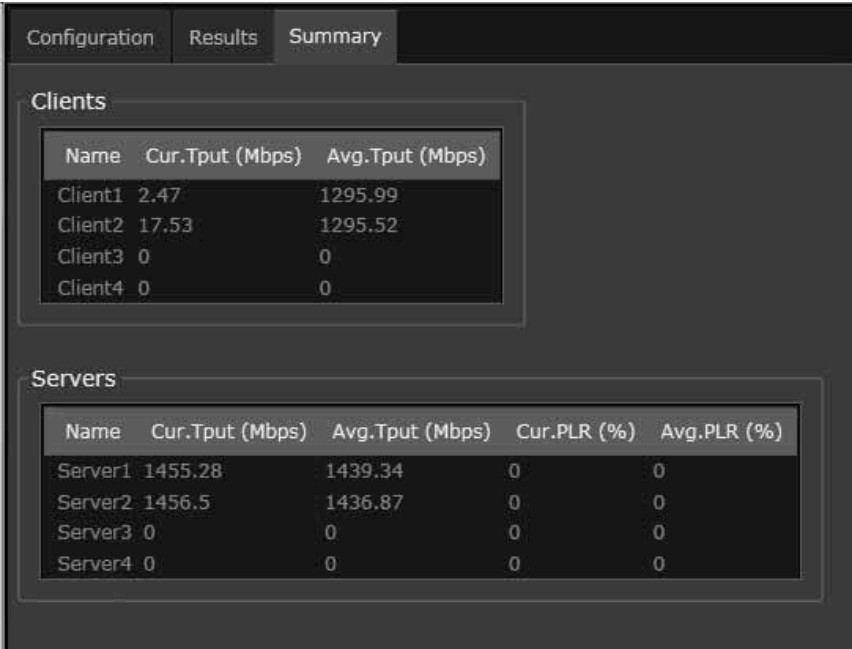 Configuration Results Summary
Clients
Name Cur.Tput (Mbps) Avg.Tput (Mbps)
Client1 2.47 1295.99
Client2 17.53 1295.52
Client3 0 0
Client4 0 0
Servers
Name Cur.Tput (Mbps) Avg.Tput (Mbps) Cur.PLR (%) Avg.PLR (%)
Server1 1455.28 1439.34 0 0
Server2 1456.5 1436.87 0 0
Server3 0 0 0 0
Server4 0 0 0 0